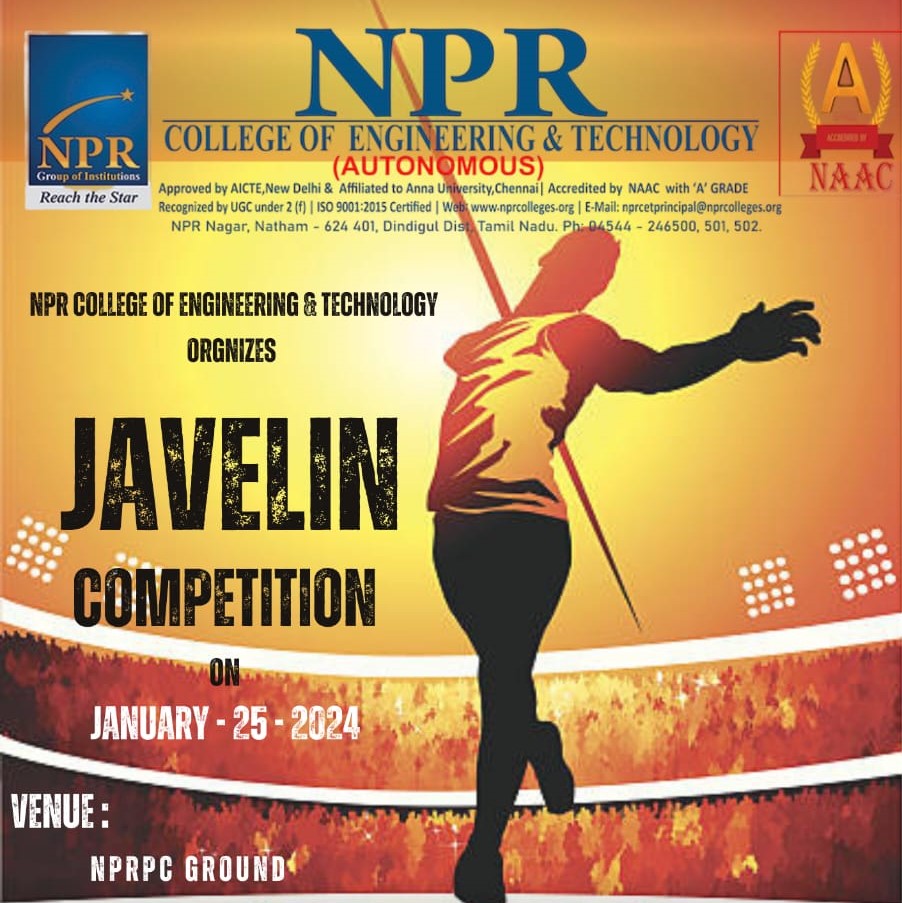 NPR
Group of Institutions
Reach the Star
NPR
COLLEGE OF ENGINEERING & TECHNOLOGY
(AUTONOMOUS)
Approved by AICTE,New Delhi & Affiliated to Anna University,Chennai| Accredited by NAAC with 'A' GRADE
Recognized by UGC under 2 (f) | ISO 9001:2015 Certified | Web: www.nprcolleges.org | E-Mail: nprcetprincipal@nprcolleges.org
NPR Nagar, Natham - 624 401, Dindigul Dist, Tamil Nadu. Ph: 04544 - 246500, 501, 502.
A
ACCREDITED BY
NAAC
NPR COLLEGE OF ENGINEERING & TECHNOLOGY
ORGNIZES
JAVELIN
COMPETITION
ON
JANUARY - 25 - 2024
VENUE :
NPRPC GROUND